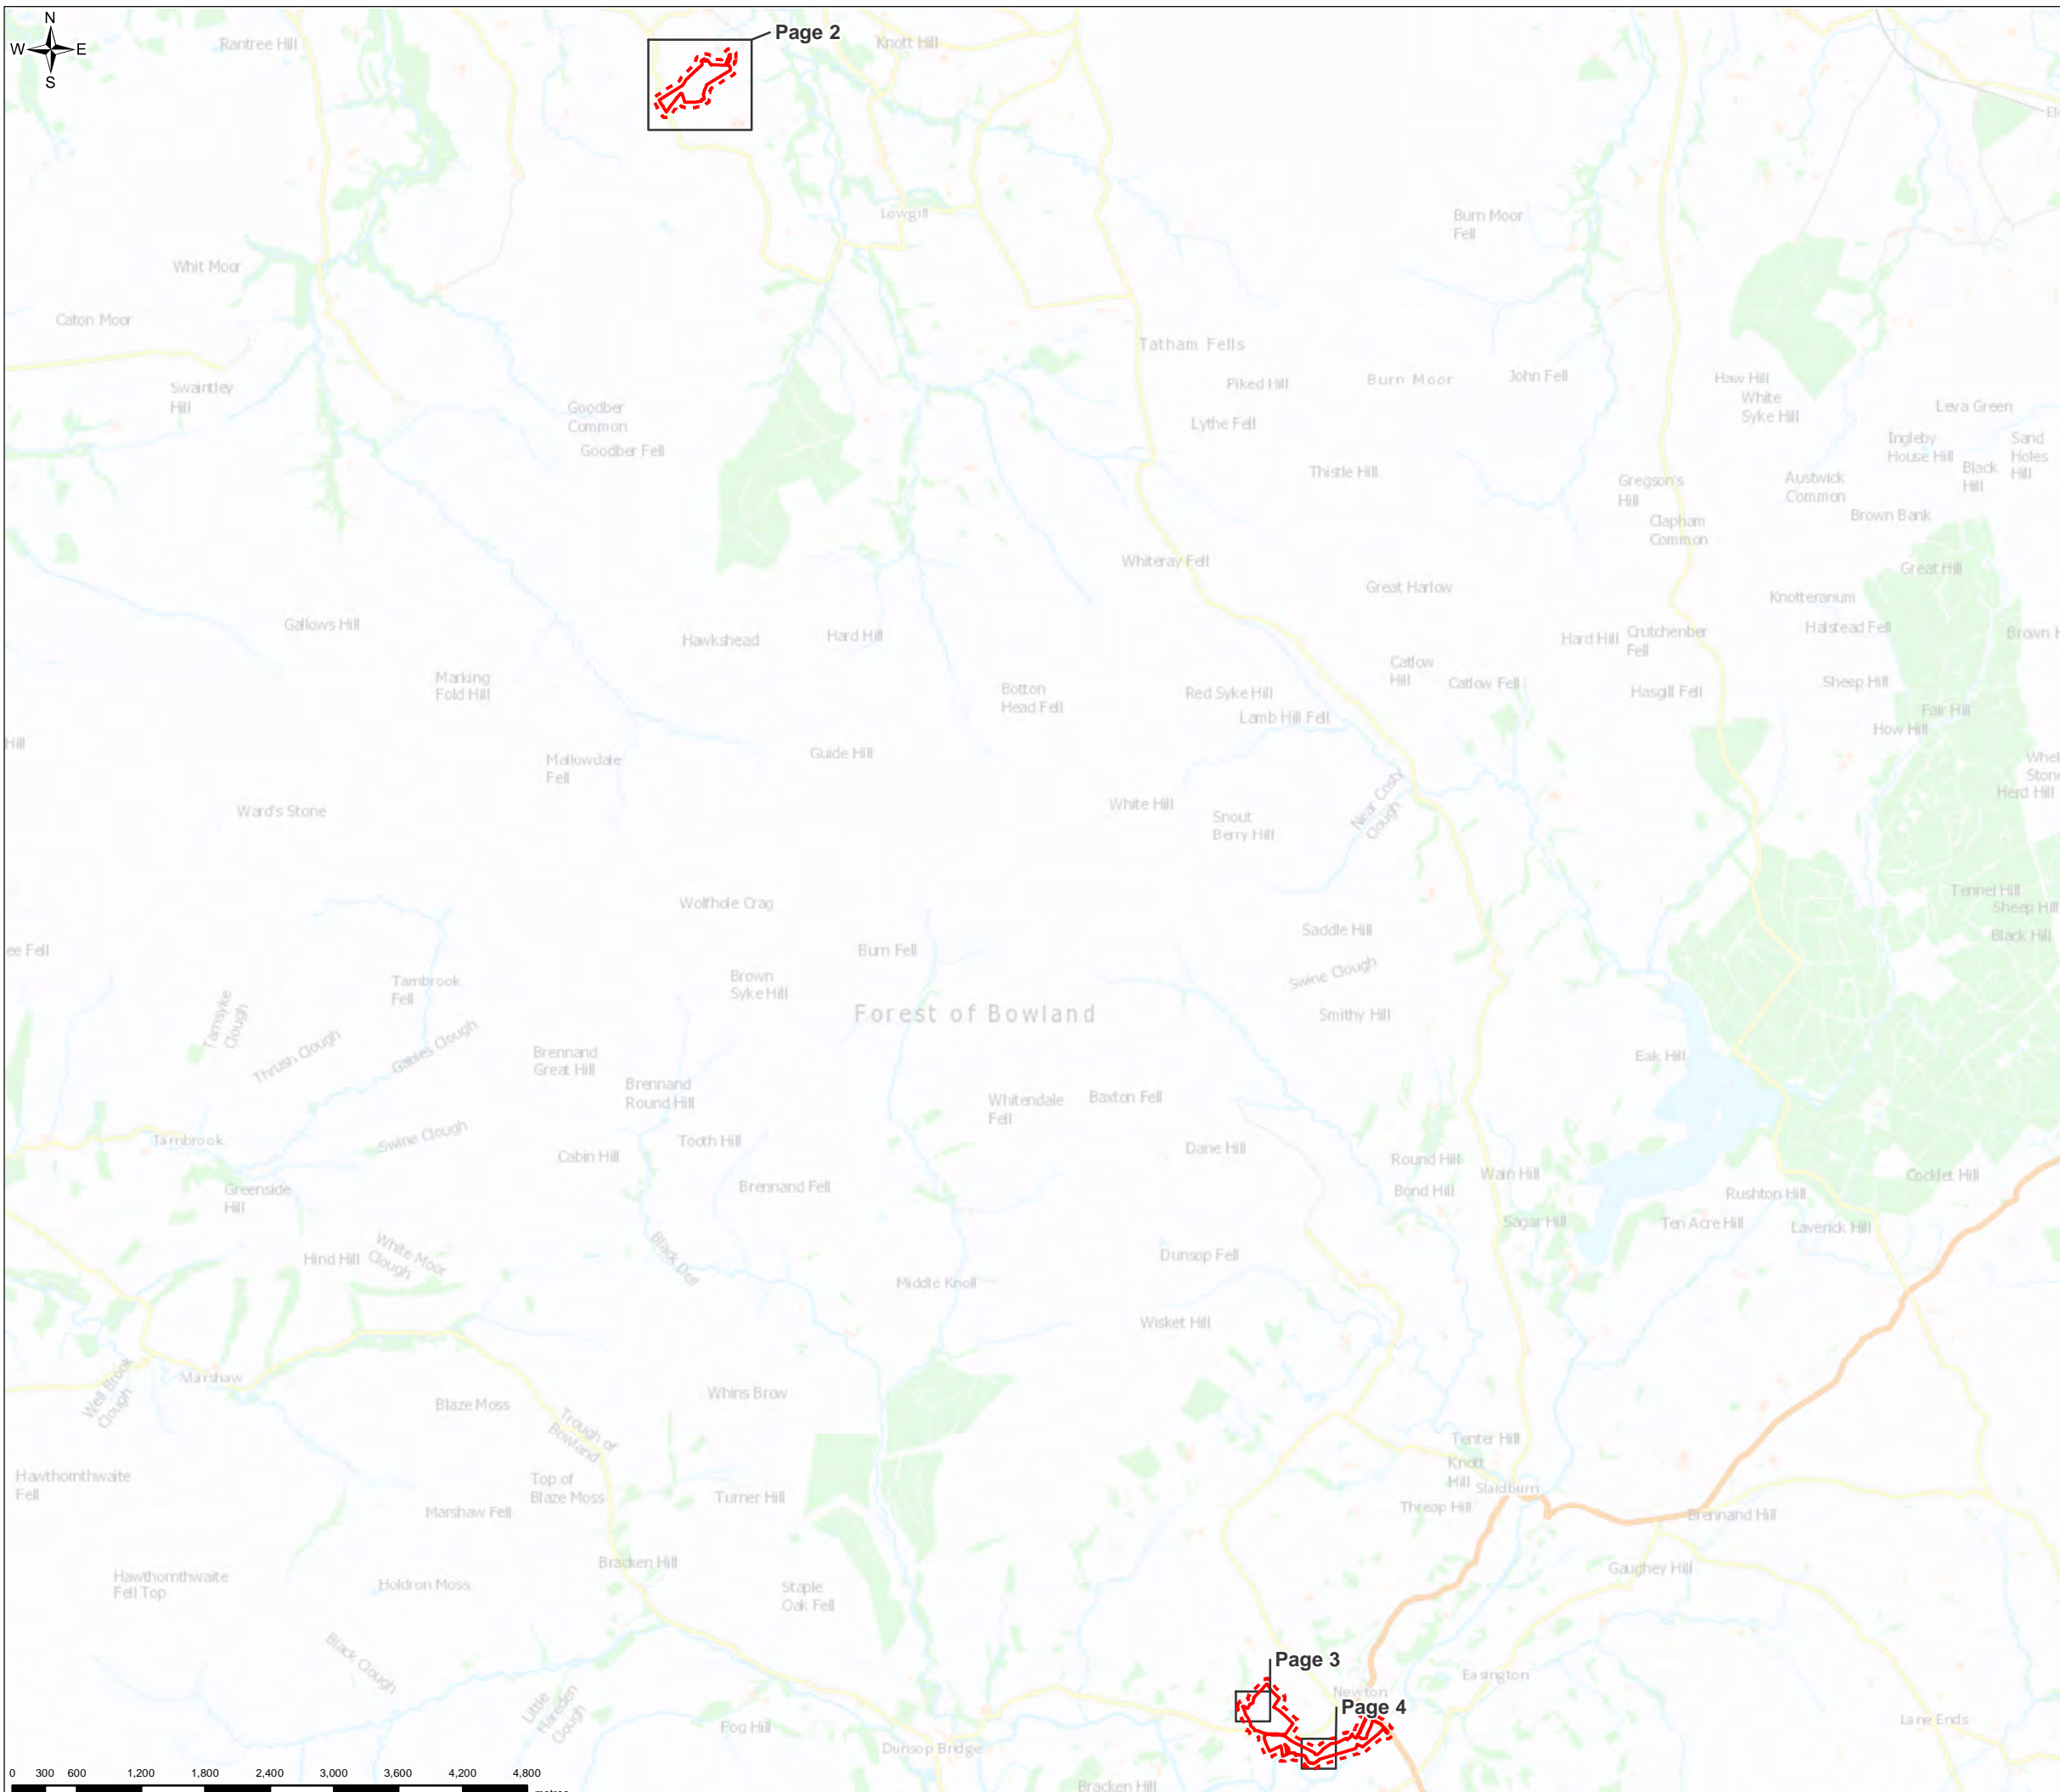 N
W E
S
Page 2
Rantree Hill
Knott Hill
Lowgill
Burn Moor
Fell
Whit Moor
Caton Moor
Tatham Fells
Swaintley
Hill
Piked Hill
Burn Moor
John Fell
Haw Hill
White
Syke Hill
Leva Green
Goodber
Common
Goodber Fell
Lythe Fell
Ingleby
House Hill
Sand
Holes
Hill
Black
Hill
Thistle Hill
Gregson's
Hill
Austwick
Common
Clapham
Common
Brown Bank
Whiteray Fell
Great Hill
Great Harlow
Knotteranum
Gallows Hill
Hawkshead
Hard Hill
Hard Hill
Crutchenber
Fell
Halstead Fell
Brown H
Marking
Fold Hill
Catlow
Hill
Catlow Fell
Botton
Head Fell
Red Syke Hill
Hasgill Fell
Sheep Hill
Lamb Hill Fell
Fair Hill
How Hill
Hill
Mallowdale
Fell
Guide Hill
Whel
Stone
Herd Hill
Ward's Stone
White Hill
Snout
Berry Hill
Near Costy
Clough
Wolfhole Crag
Tennel Hill
Sheep Hill
Saddle Hill
Black Hill
ee Fell
Burn Fell
Tarnbrook
Fell
Brown
Syke Hill
Swine Clough
Tarnsyke
Clough
Forest of Bowland
Smithy Hill
Thrush Clough
Gables Clough
Brennand
Great Hill
Eak Hill
Brennand
Round Hill
Whitendale
Fell
Baxton Fell
Tarnbrook
Swine Clough
Cabin Hill
Tooth Hill
Dane Hill
Round Hill
Wain Hill
Greenside
Hill
Brennand Fell
Bond Hill
Cocklet Hill
Rushton Hill
Sagar Hill
Ten Acre Hill
Laverick Hill
Hind Hill
White Moor
Clough
Black Delf
Middle Knoll
Dunsop Fell
Wisket Hill
Well Brook
Clough
Marshaw
Blaze Moss
Whins Brow
Trough of
Bowland
Tenter Hill
Knott
Hill
Slaidburn
Hawthornthwaite
Fell
Top of
Blaze Moss
Turner Hill
Threap Hill
Marshaw Fell
Brennand Hill
Bracken Hill
Gaughey Hill
Hawthornthwaite
Fell Top
Holdron Moss
Staple
Oak Fell
Black Clough
Little
Hareden
Clough
Page 3
Easington
Newton
Page 4
Fog Hill
Dunsop Bridge
Lane Ends
Bracken Hill
0 300 600 1,200 1,800 2,400 3,000 3,600 4,200 4,800